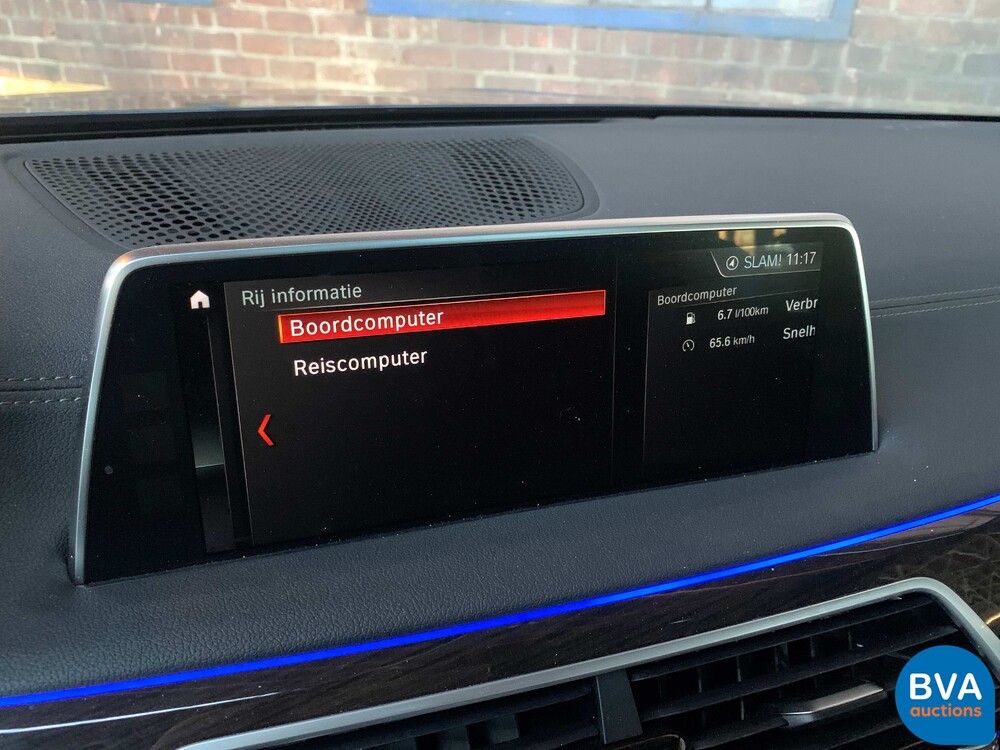 SLAM! 11:17
Rij informatie
Boordcomputer
Reiscomputer
Boordcomputer
6.7 l/100km Verbr
65.6 km/h Snelh
BVA
auctions